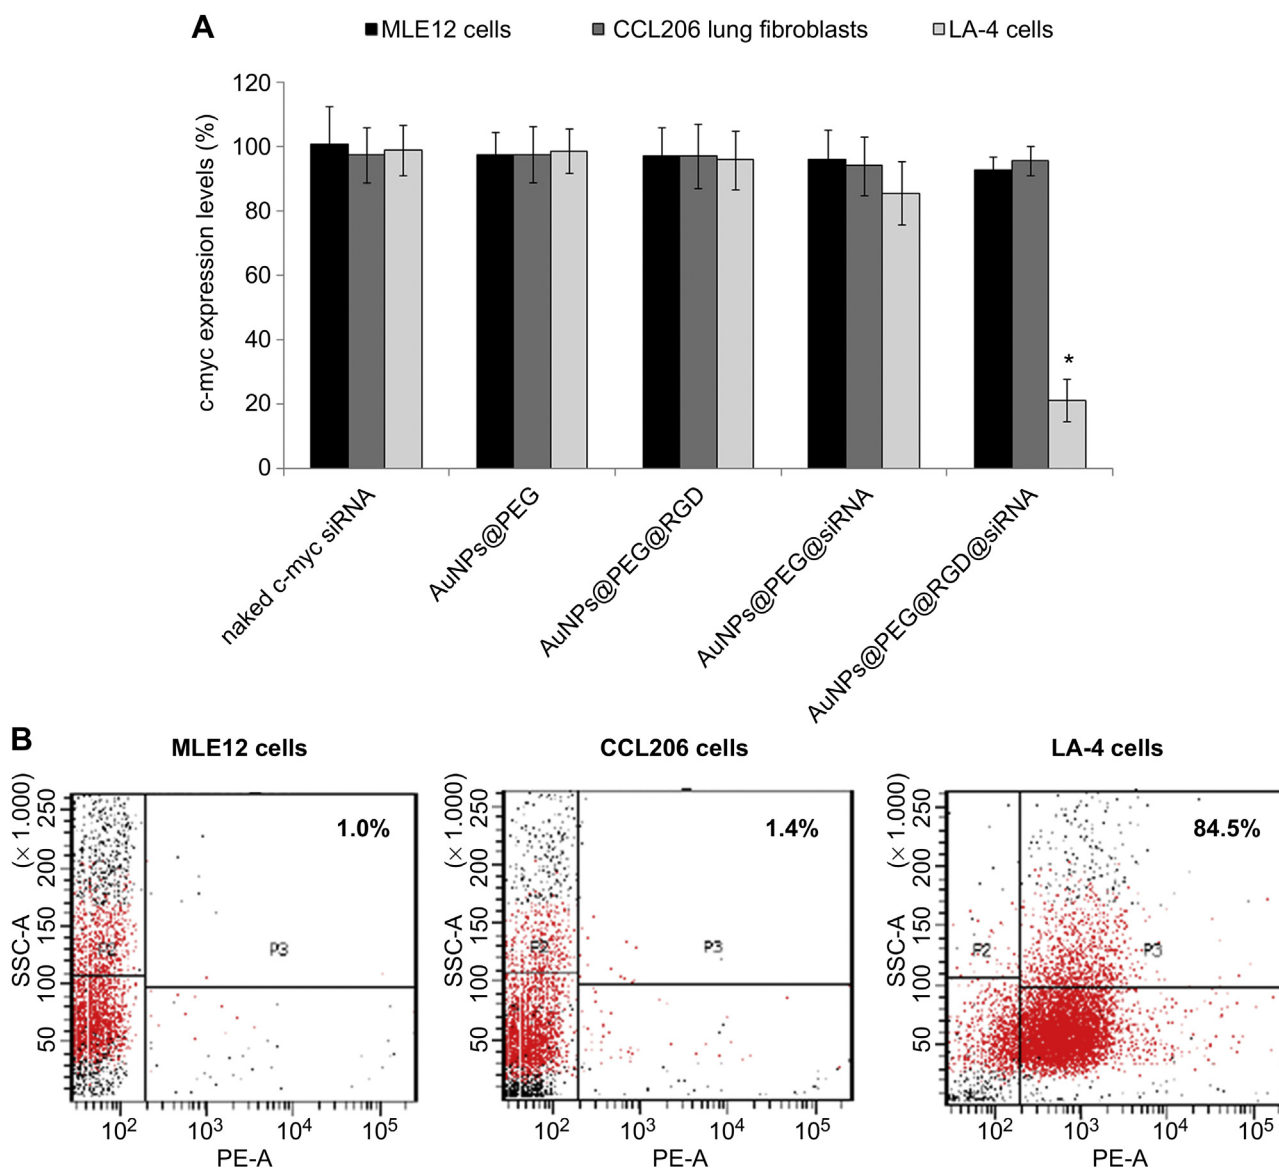 A
MLE12 cells
CCL206 lung fibroblasts
LA-4 cells
c-myc expression levels (%)
120
100
80
60
40
20
0
*
naked c-myc siRNA
AuNPs@PEG
AuNPs@PEG@RGD
AuNPs@PEG@siRNA
AuNPs@PEG@RGD@siRNA
B
MLE12 cells
SSC-A (× 1.000)
250
200
150
100
50
1.0%
P2
P3
10²
10³
10⁴
10⁵
PE-A
CCL206 cells
SSC-A (× 1.000)
250
200
150
100
50
1.4%
P2
P3
10²
10³
10⁴
10⁵
PE-A
LA-4 cells
SSC-A (× 1.000)
250
200
150
100
50
84.5%
P2
P3
10²
10³
10⁴
10⁵
PE-A